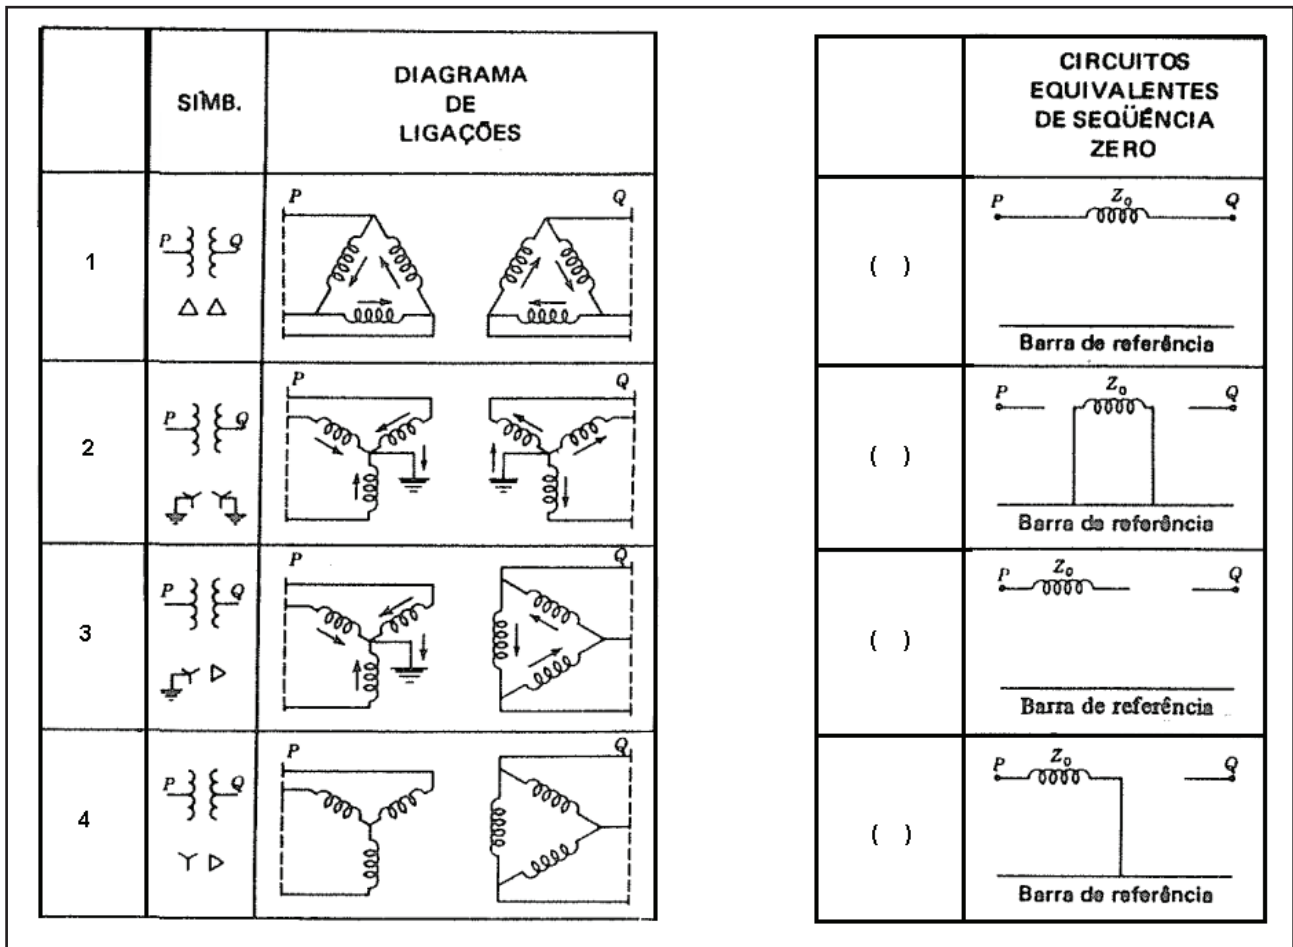 SIMB.
DIAGRAMA
DE
LIGAÇÕES
1
P
Q
P
Q
2
P
Q
P
Q
3
P
Q
P
Q
4
P
Q
P
Q
CIRCUITOS
EQUIVALENTES
DE SEQÜÊNCIA
ZERO
( )
P
Z0
Q
Barra de referência
( )
P
Z0
Q
Barra de referência
( )
P
Z0
Q
Barra de referência
( )
P
Z0
Q
Barra de referência